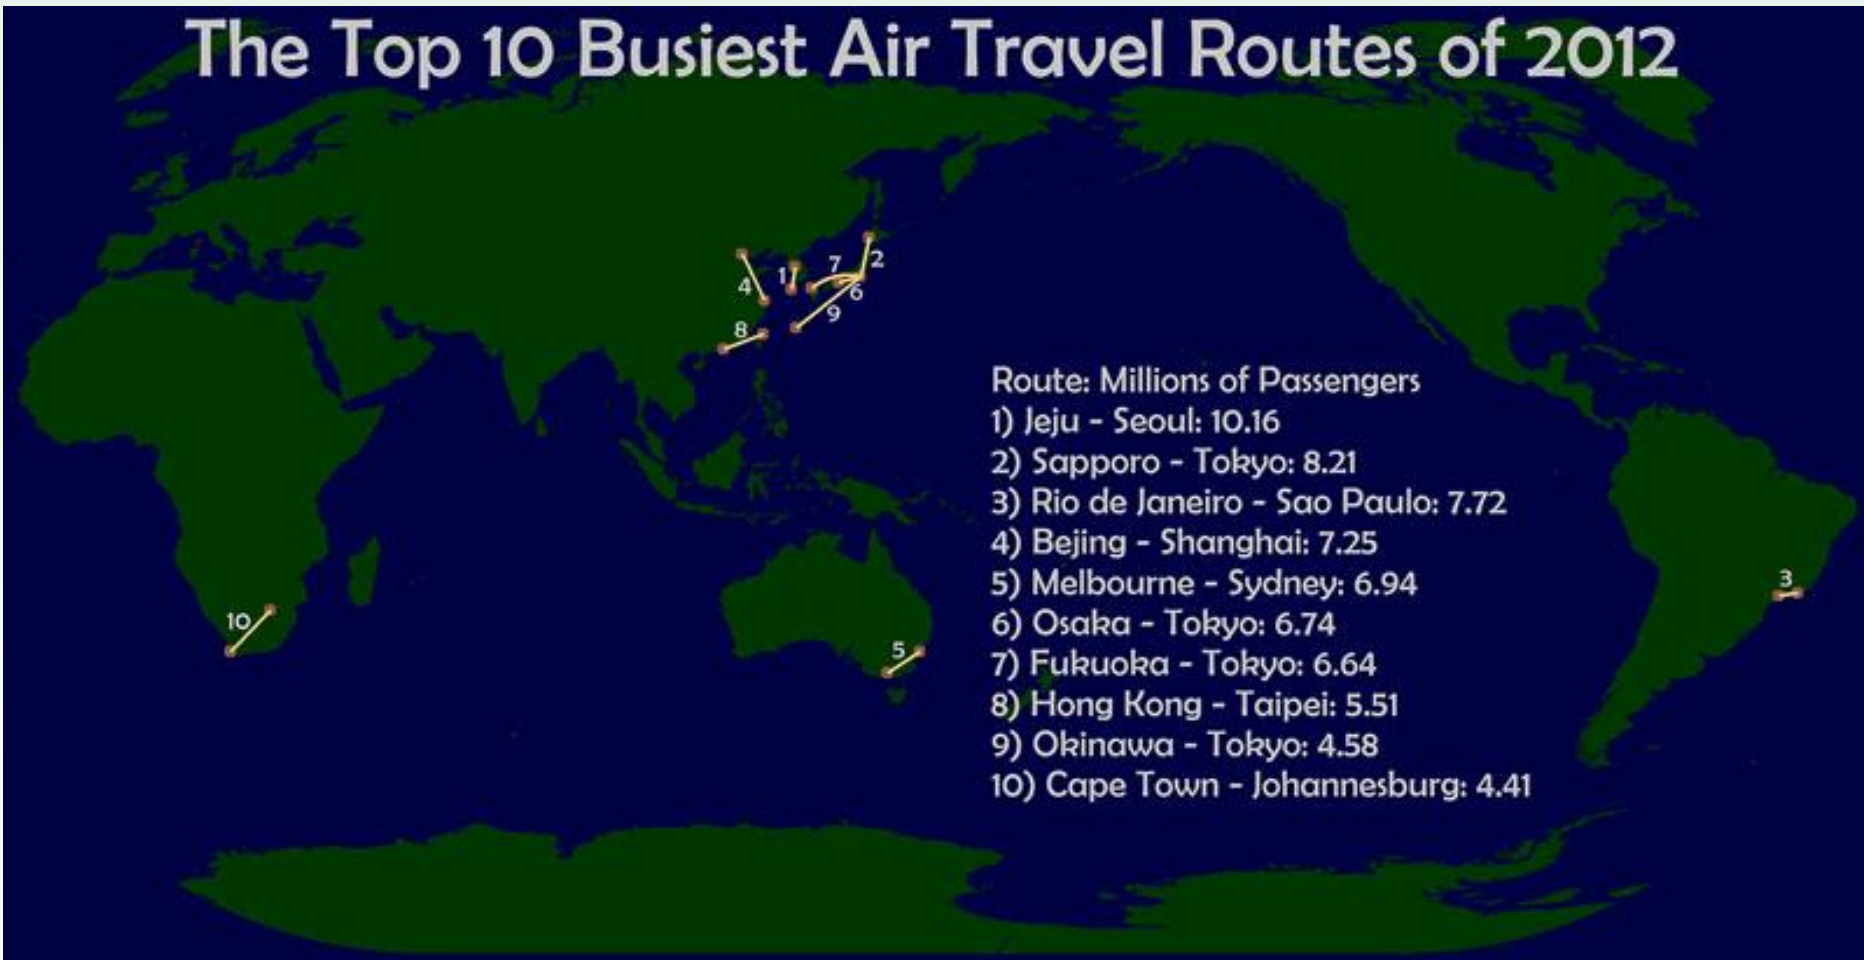 The Top 10 Busiest Air Travel Routes of 2012
2
7
1
4
6
9
8
Route: Millions of Passengers
1) Jeju - Seoul: 10.16
2) Sapporo - Tokyo: 8.21
3) Rio de Janeiro - Sao Paulo: 7.72
4) Bejing - Shanghai: 7.25
5) Melbourne - Sydney: 6.94
6) Osaka - Tokyo: 6.74
7) Fukuoka - Tokyo: 6.64
8) Hong Kong - Taipei: 5.51
9) Okinawa - Tokyo: 4.58
10) Cape Town - Johannesburg: 4.41
3
10
5